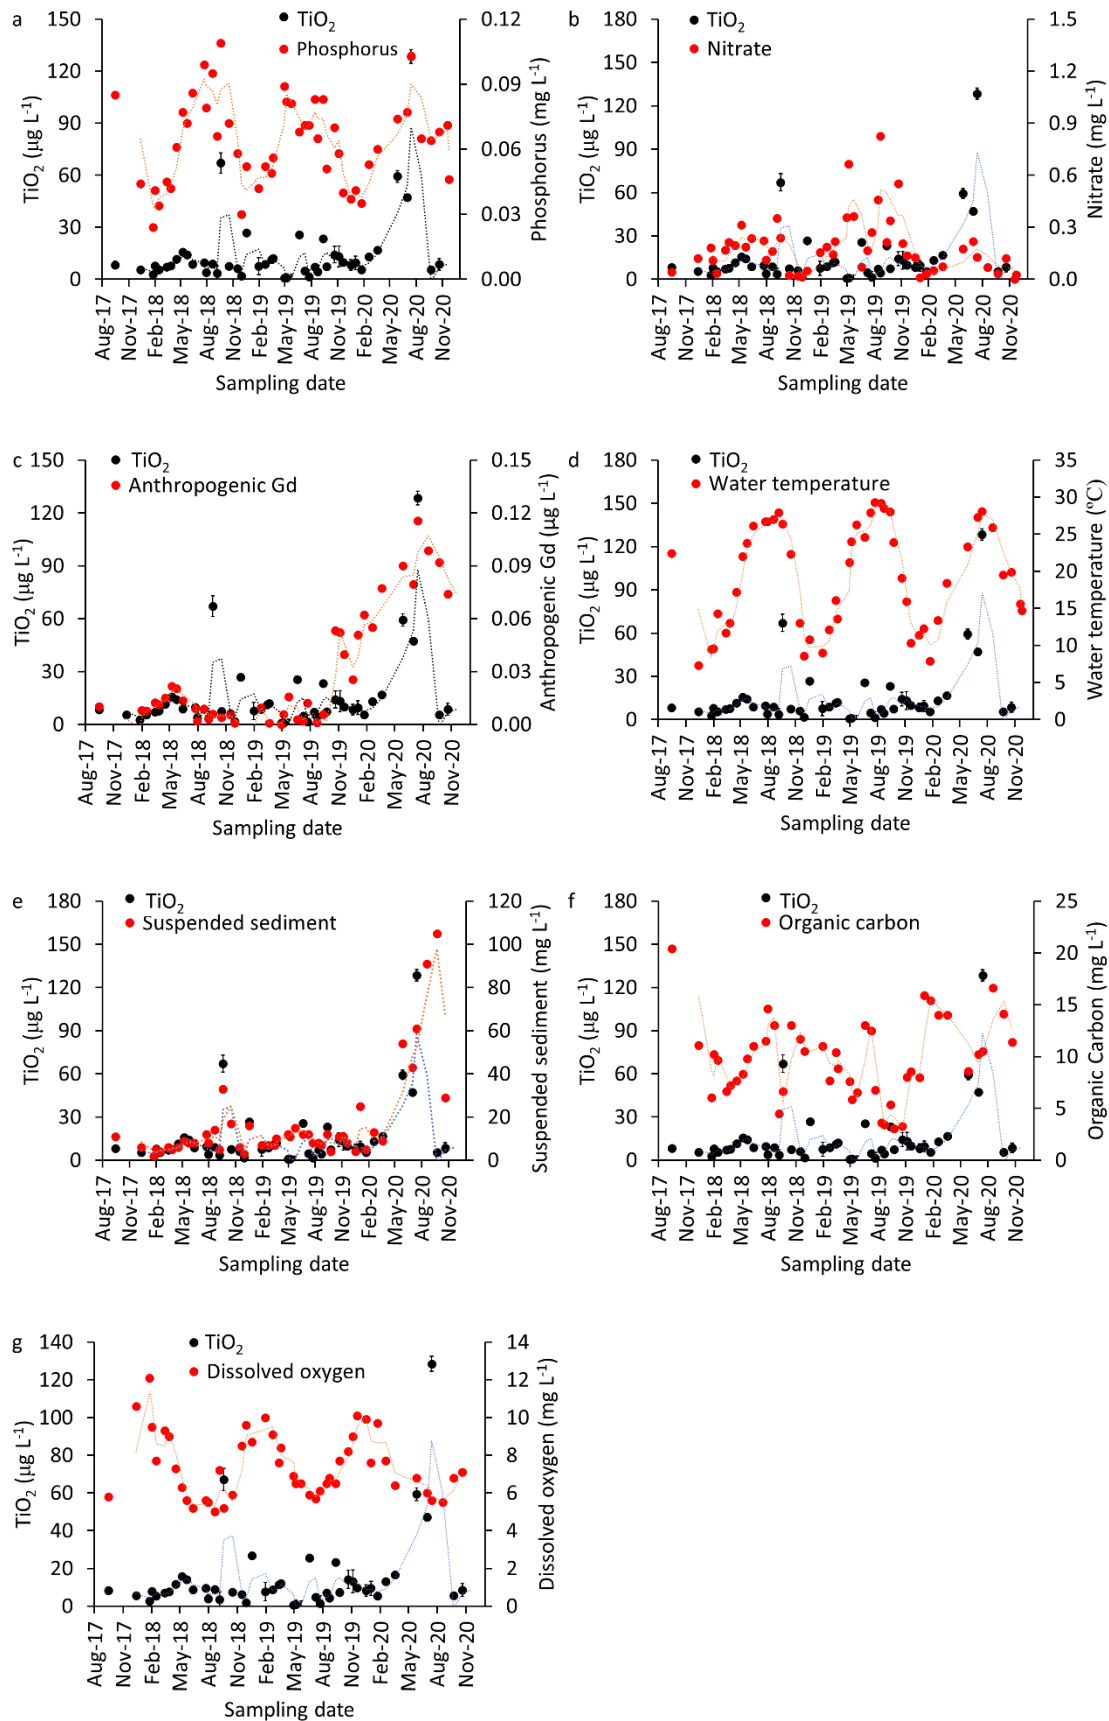 a
TiO2
Phosphorus
150
120
90
60
30
0
TiO2 (µg L-1)
0.12
0.09
0.06
0.03
0.00
Phosphorus (mg L-1)
Aug-17
Nov-17
Feb-18
May-18
Aug-18
Nov-18
Feb-19
May-19
Aug-19
Nov-19
Feb-20
May-20
Aug-20
Nov-20
Sampling date
b
TiO2
Nitrate
180
150
120
90
60
30
0
TiO2 (µg L-1)
1.5
1.2
0.9
0.6
0.3
0.0
Nitrate (mg L-1)
Aug-17
Nov-17
Feb-18
May-18
Aug-18
Nov-18
Feb-19
May-19
Aug-19
Nov-19
Feb-20
May-20
Aug-20
Nov-20
Sampling date
c
TiO2
Anthropogenic Gd
150
120
90
60
30
0
TiO2 (µg L-1)
0.15
0.12
0.09
0.06
0.03
0.00
Anthropogenic Gd (µg L-1)
Aug-17
Nov-17
Feb-18
May-18
Aug-18
Nov-18
Feb-19
May-19
Aug-19
Nov-19
Feb-20
May-20
Aug-20
Nov-20
Sampling date
d
TiO2
Water temperature
180
150
120
90
60
30
0
TiO2 (µg L-1)
35
30
25
20
15
10
5
0
Water temperature (°C)
Aug-17
Nov-17
Feb-18
May-18
Aug-18
Nov-18
Feb-19
May-19
Aug-19
Nov-19
Feb-20
May-20
Aug-20
Nov-20
Sampling date
e
TiO2
Suspended sediment
180
150
120
90
60
30
0
TiO2 (µg L-1)
120
100
80
60
40
20
0
Suspended sediment (mg L-1)
Aug-17
Nov-17
Feb-18
May-18
Aug-18
Nov-18
Feb-19
May-19
Aug-19
Nov-19
Feb-20
May-20
Aug-20
Nov-20
Sampling date
f
TiO2
Organic carbon
180
150
120
90
60
30
0
TiO2 (µg L-1)
25
20
15
10
5
0
Organic Carbon (mg L-1)
Aug-17
Nov-17
Feb-18
May-18
Aug-18
Nov-18
Feb-19
May-19
Aug-19
Nov-19
Feb-20
May-20
Aug-20
Nov-20
Sampling date
g
TiO2
Dissolved oxygen
140
120
100
80
60
40
20
0
TiO2 (µg L-1)
14
12
10
8
6
4
2
0
Dissolved oxygen (mg L-1)
Aug-17
Nov-17
Feb-18
May-18
Aug-18
Nov-18
Feb-19
May-19
Aug-19
Nov-19
Feb-20
May-20
Aug-20
Nov-20
Sampling date